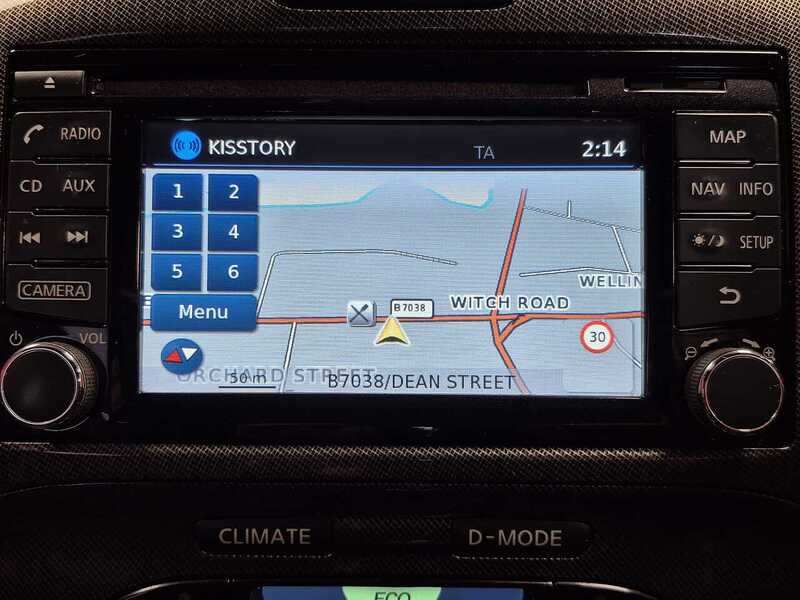 RADIO
CD AUX
CAMERA
VOL
KISSTORY TA 2:14
1 2
3 4
5 6
Menu
B7038
WITCH ROAD
WELLIN
30
ORCHARD STREET
50 m
B7038/DEAN STREET
MAP
NAV INFO
SETUP
CLIMATE
D-MODE
ECO